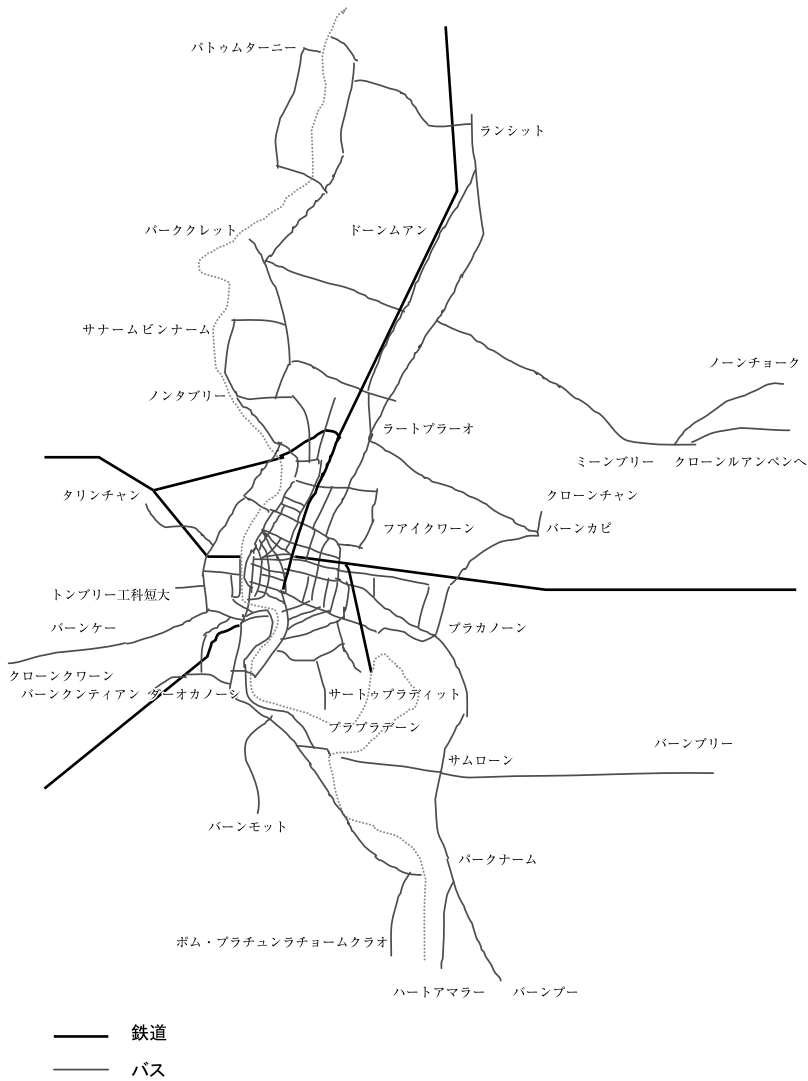 パトゥムターニー
ランシット
パーククレット
ドーンムアン
サナームビンナーム
ノーンチョーク
ノンタブリー
ラートプラーオ
ミーンブリー
クローンルアンペンペ
タリンチャン
クローンチャン
フアイクワーン
バーンカピ
トンブリー工科短大
バーンケー
プラカノーン
クロークワーン
バーンクンティアン
ダーオカノーン
サートゥプラディット
プラプラデーン
バーンプリー
サムローン
バーンモット
パークナーム
ポム・プラチュンラチョームクラオ
ハートアマラー
バーンプー
鉄道
バス